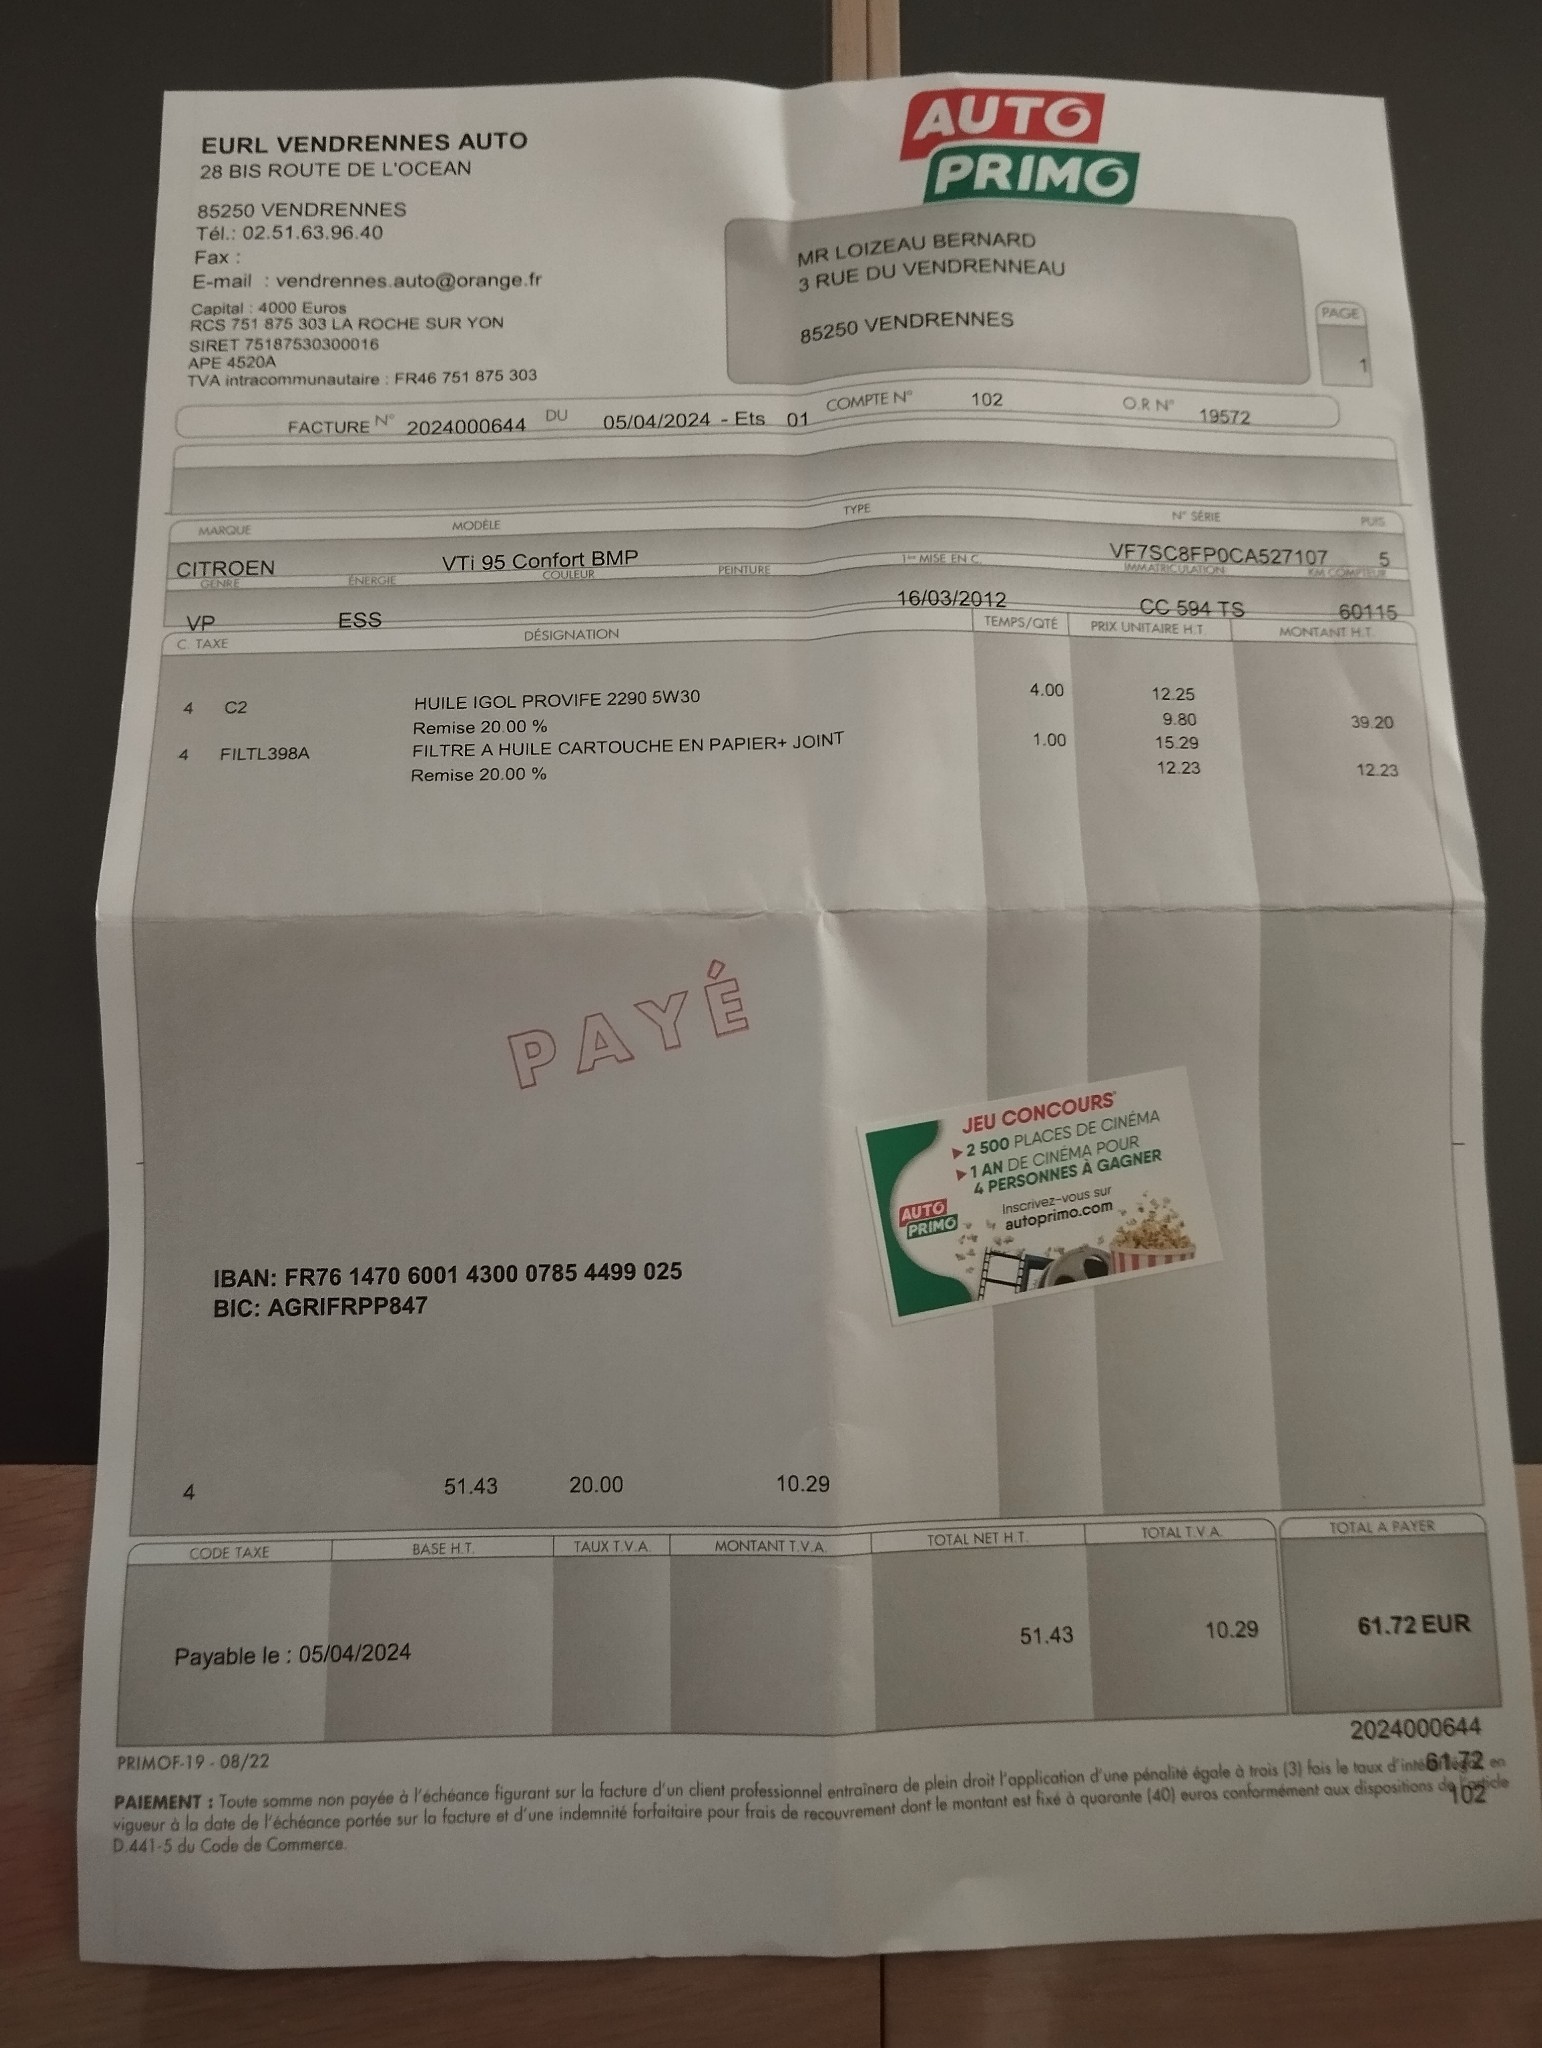 AUTO
PRIMO
EURL VENDRENNES AUTO
28 BIS ROUTE DE L'OCEAN
85250 VENDRENNES
Tél.: 02.51.63.96.40
Fax :
E-mail : vendrennes.auto@orange.fr
Capital : 4000 Euros
RCS 751 875 303 LA ROCHE SUR YON
SIRET 75187530300016
APE 4520A
TVA intracommunautaire : FR46 751 875 303
MR LOIZEAU BERNARD
3 RUE DU VENDRENNEAU
85250 VENDRENNES
PAGE
1
FACTURE N° 2024000644 DU 05/04/2024 - Ets 01 COMPTE N° 102 O.R N° 19572
MARQUE MODÈLE TYPE N° SÉRIE PUIS
CITROEN VTi 95 Confort BMP VF7SC8FP0CA527107 5
GENRE ÉNERGIE COULEUR PEINTURE 1ère MISE EN C. IMMATRICULATION KM COMPTEUR
VP ESS 16/03/2012 CC 594 TS 60115
C. TAXE DÉSIGNATION TEMPS/QTÉ PRIX UNITAIRE H.T. MONTANT H.T.
4 C2 HUILE IGOL PROVIFE 2290 5W30 4.00 12.25
Remise 20.00 % 9.80 39.20
4 FILTL398A FILTRE A HUILE CARTOUCHE EN PAPIER+ JOINT 1.00 15.29
Remise 20.00 % 12.23 12.23
PAYÉ
JEU CONCOURS*
2 500 PLACES DE CINÉMA
1 AN DE CINÉMA POUR
4 PERSONNES À GAGNER
Inscrivez-vous sur
autoprimo.com
AUTO
PRIMO
IBAN: FR76 1470 6001 4300 0785 4499 025
BIC: AGRIFRPP847
4 51.43 20.00 10.29
CODE TAXE BASE H.T. TAUX T.V.A. MONTANT T.V.A. TOTAL NET H.T. TOTAL T.V.A. TOTAL A PAYER
Payable le : 05/04/2024 51.43 10.29 61.72 EUR
2024000644
61.72
102
PRIMOF-19 - 08/22
PAIEMENT : Toute somme non payée à l'échéance figurant sur la facture d'un client professionnel entraînera de plein droit l'application d'une pénalité égale à trois (3) fois le taux d'intérêt légal en
vigueur à la date de l'échéance portée sur la facture et d'une indemnité forfaitaire pour frais de recouvrement dont le montant est fixé à quarante (40) euros conformément aux dispositions de l'article
D.441-5 du Code de Commerce.